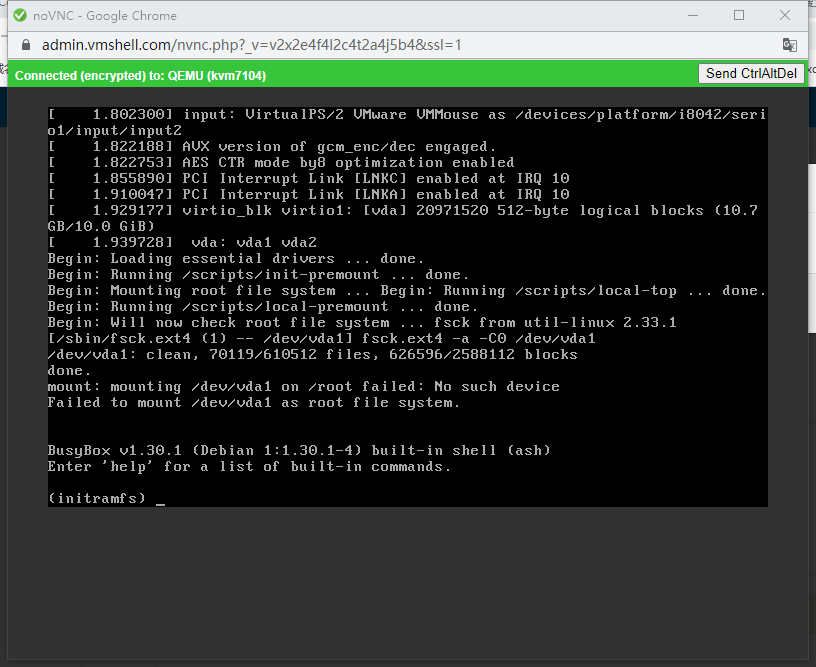 noVNC - Google Chrome
admin.vmshell.com/nvnc.php?_v=v2x2e4f4l2c4t2a4j5b4&ssl=1
Connected (encrypted) to: QEMU (kvm7104)
Send CtrlAltDel
[    1.802300] input: VirtualPS/2 VMware VMMouse as /devices/platform/i8042/seri
o1/input/input2
[    1.822188] AVX version of gcm_enc/dec engaged.
[    1.822753] AES CTR mode by8 optimization enabled
[    1.855890] PCI Interrupt Link [LNKC] enabled at IRQ 10
[    1.910047] PCI Interrupt Link [LNKA] enabled at IRQ 10
[    1.929177] virtio_blk virtio1: [vda] 20971520 512-byte logical blocks (10.7
GB/10.0 GiB)
[    1.939728]  vda: vda1 vda2
Begin: Loading essential drivers ... done.
Begin: Running /scripts/init-premount ... done.
Begin: Mounting root file system ... Begin: Running /scripts/local-top ... done.
Begin: Running /scripts/local-premount ... done.
Begin: Will now check root file system ... fsck from util-linux 2.33.1
[/sbin/fsck.ext4 (1) -- /dev/vda1] fsck.ext4 -a -C0 /dev/vda1
/dev/vda1: clean, 70119/610512 files, 626596/2588112 blocks
done.
mount: mounting /dev/vda1 on /root failed: No such device
Failed to mount /dev/vda1 as root file system.
BusyBox v1.30.1 (Debian 1:1.30.1-4) built-in shell (ash)
Enter 'help' for a list of built-in commands.
(initramfs) _